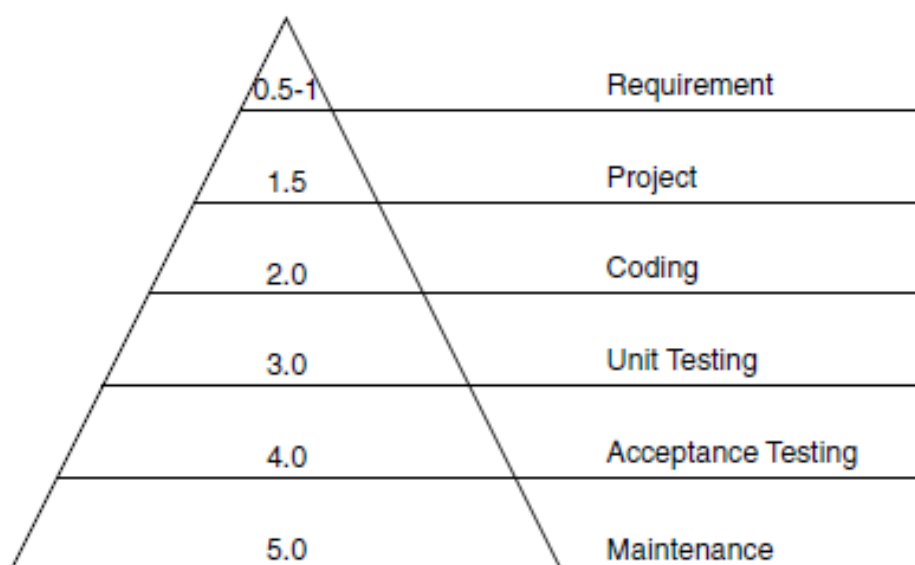 0.5-1 Requirement
1.5 Project
2.0 Coding
3.0 Unit Testing
4.0 Acceptance Testing
5.0 Maintenance